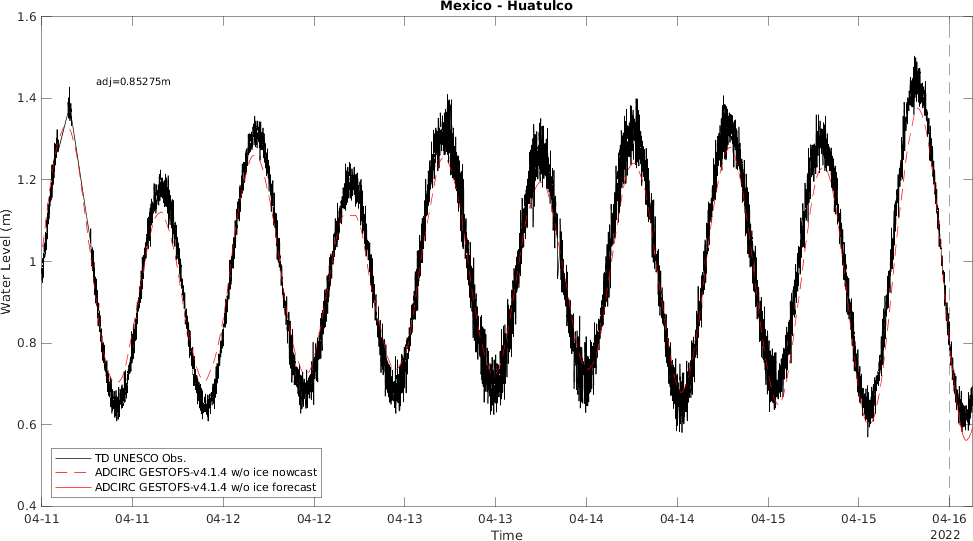 Mexico - Huatulco
1.6
1.4
1.2
1
0.8
0.6
0.4
Water Level (m)
adj=0.85275m
TD UNESCO Obs.
ADCIRC GESTOFS-v4.1.4 w/o ice nowcast
ADCIRC GESTOFS-v4.1.4 w/o ice forecast
04-11 04-11 04-12 04-12 04-13 04-13 04-14 04-14 04-15 04-15 04-16
Time
2022